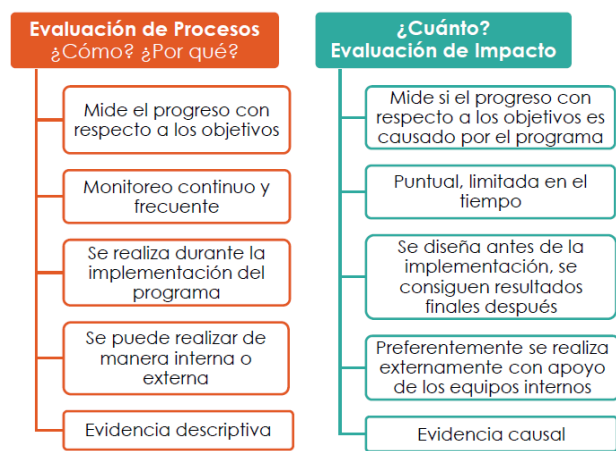 Evaluación de Procesos
¿Cómo? ¿Por qué?
Mide el progreso con
respecto a los objetivos
Monitoreo continuo y
frecuente
Se realiza durante la
implementación del
programa
Se puede realizar de
manera interna o
externa
Evidencia descriptiva
¿Cuánto?
Evaluación de Impacto
Mide si el progreso con
respecto a los objetivos es
causado por el programa
Puntual, limitada en el
tiempo
Se diseña antes de la
implementación, se
consiguen resultados
finales después
Preferentemente se realiza
externamente con apoyo
de los equipos internos
Evidencia causal